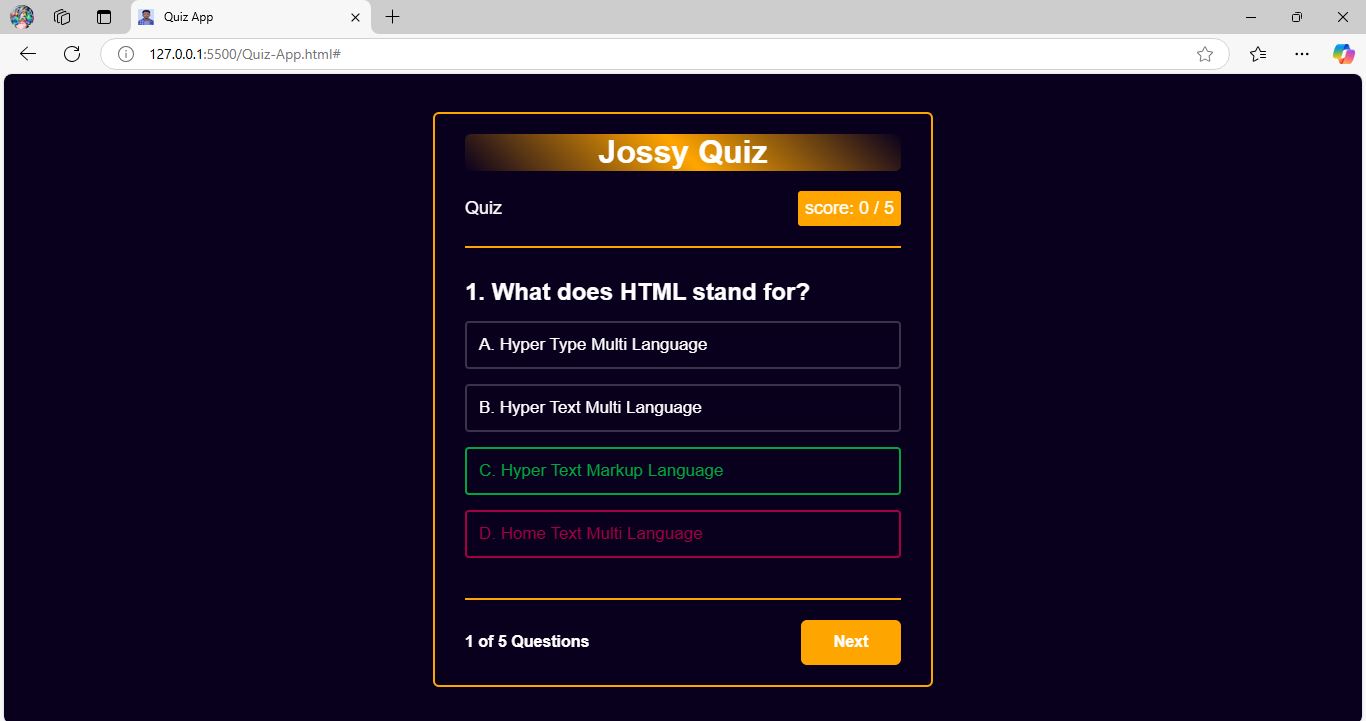 Quiz App
127.0.0.1:5500/Quiz-App.html#
Jossy Quiz
Quiz
score: 0 / 5
1. What does HTML stand for?
A. Hyper Type Multi Language
B. Hyper Text Multi Language
C. Hyper Text Markup Language
D. Home Text Multi Language
1 of 5 Questions
Next